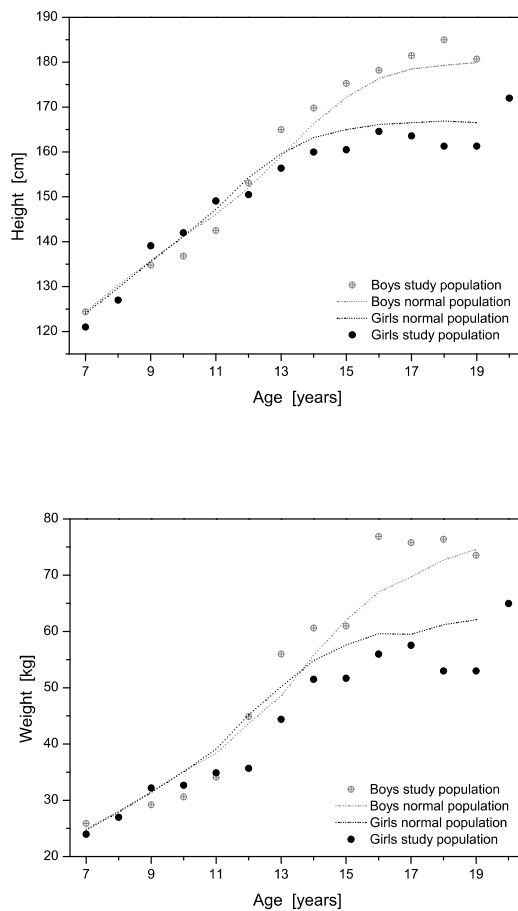 190
180
170
160
150
140
130
120
Height [cm]
Boys study population
Boys normal population
Girls normal population
Girls study population
7 9 11 13 15 17 19
Age [years]
80
70
60
50
40
30
20
Weight [kg]
Boys study population
Boys normal population
Girls normal population
Girls study population
7 9 11 13 15 17 19
Age [years]